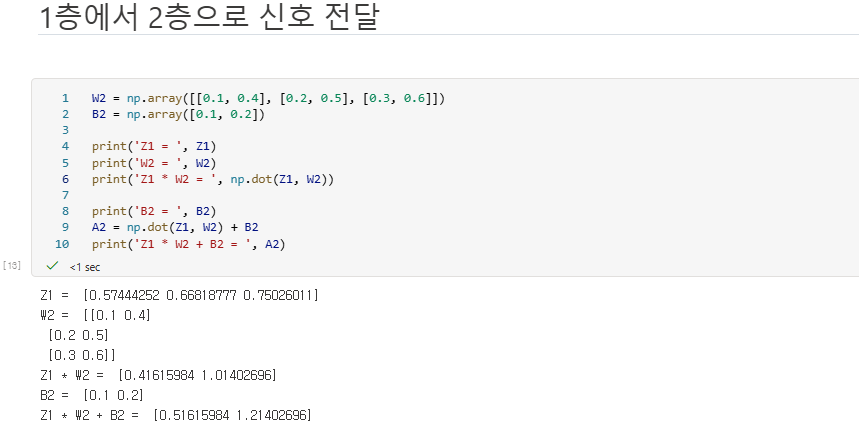 1층에서 2층으로 신호 전달
1 W2 = np.array([[0.1, 0.4], [0.2, 0.5], [0.3, 0.6]])
2 B2 = np.array([0.1, 0.2])
3
4 print('Z1 = ', Z1)
5 print('W2 = ', W2)
6 print('Z1 * W2 = ', np.dot(Z1, W2))
7
8 print('B2 = ', B2)
9 A2 = np.dot(Z1, W2) + B2
10 print('Z1 * W2 + B2 = ', A2)
[13] <1 sec
Z1 =  [0.57444252 0.66818777 0.75026011]
W2 =  [[0.1 0.4]
 [0.2 0.5]
 [0.3 0.6]]
Z1 * W2 =  [0.41615984 1.01402696]
B2 =  [0.1 0.2]
Z1 * W2 + B2 =  [0.51615984 1.21402696]